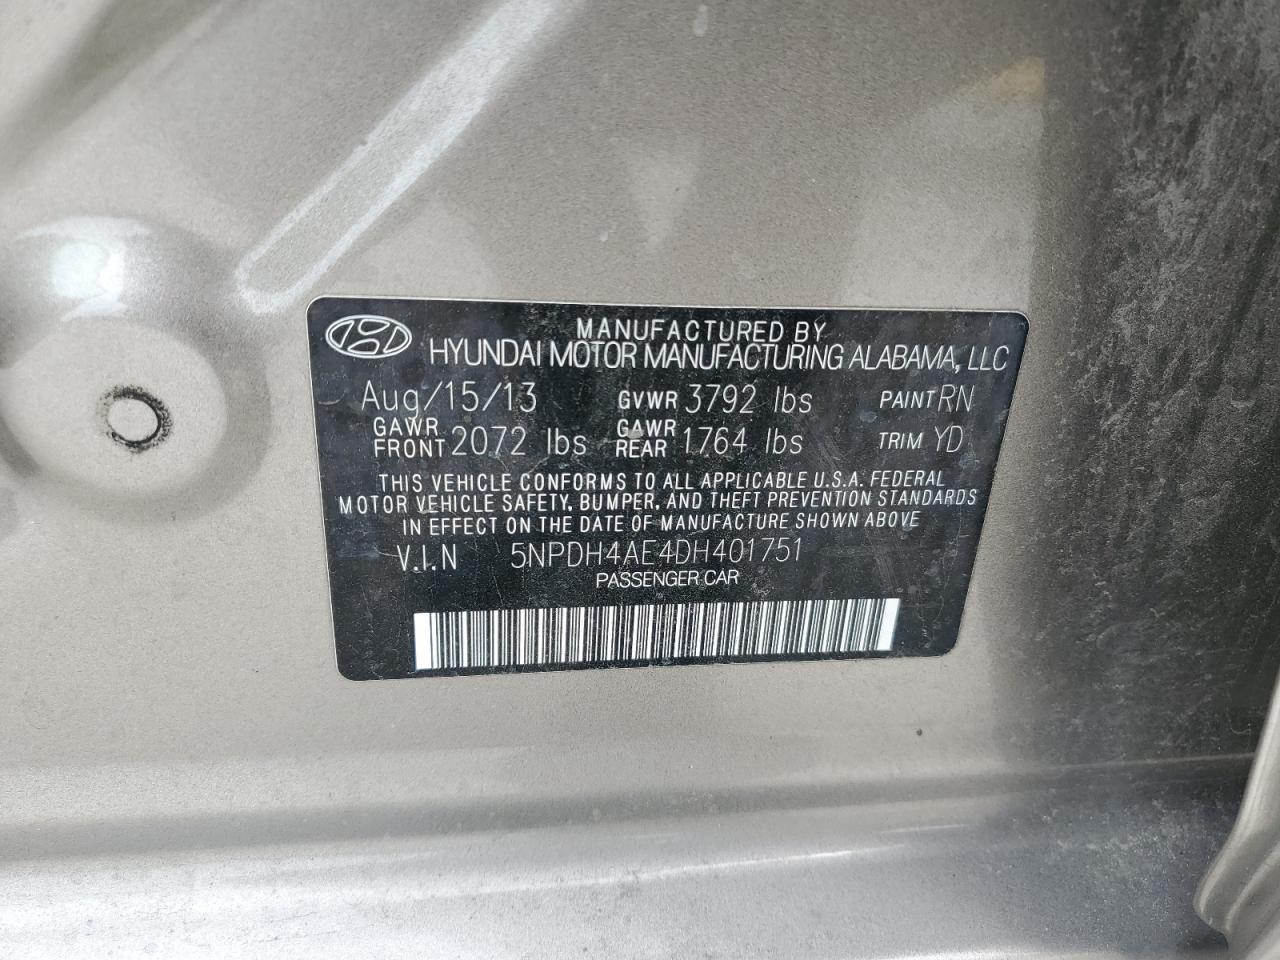 MANUFACTURED BY
HYUNDAI MOTOR MANUFACTURING ALABAMA, LLC
Aug/15/13 GVWR 3792 lbs PAINT RN
GAWR FRONT 2072 lbs GAWR REAR 1764 lbs TRIM YD
THIS VEHICLE CONFORMS TO ALL APPLICABLE U.S.A. FEDERAL
MOTOR VEHICLE SAFETY, BUMPER, AND THEFT PREVENTION STANDARDS
IN EFFECT ON THE DATE OF MANUFACTURE SHOWN ABOVE
V.I.N 5NPDH4AE4DH401751
PASSENGER CAR